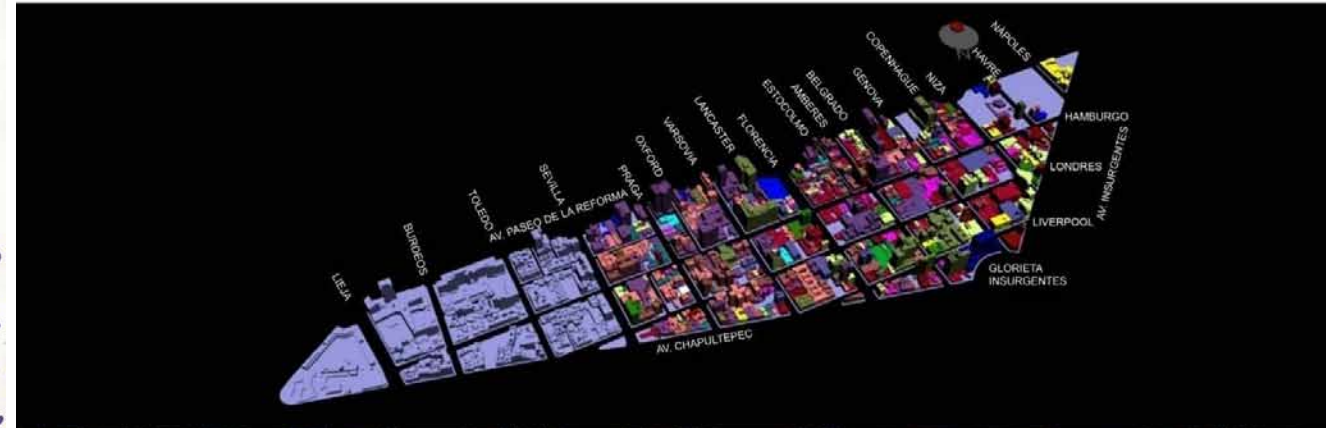 LIEJA
BURDEOS
TOLEDO
SEVILLA
AV. PASEO DE LA REFORMA
PRAGA
OXFORD
VARSOVIA
LANCASTER
FLORENCIA
ESTOCOLMO
AMBERES
BELGRADO
GENOVA
COPENHAGUE
NIZA
HAVRE
NÁPOLES
HAMBURGO
LONDRES
AV. INSURGENTES
LIVERPOOL
GLORIETA
INSURGENTES
AV. CHAPULTEPEC